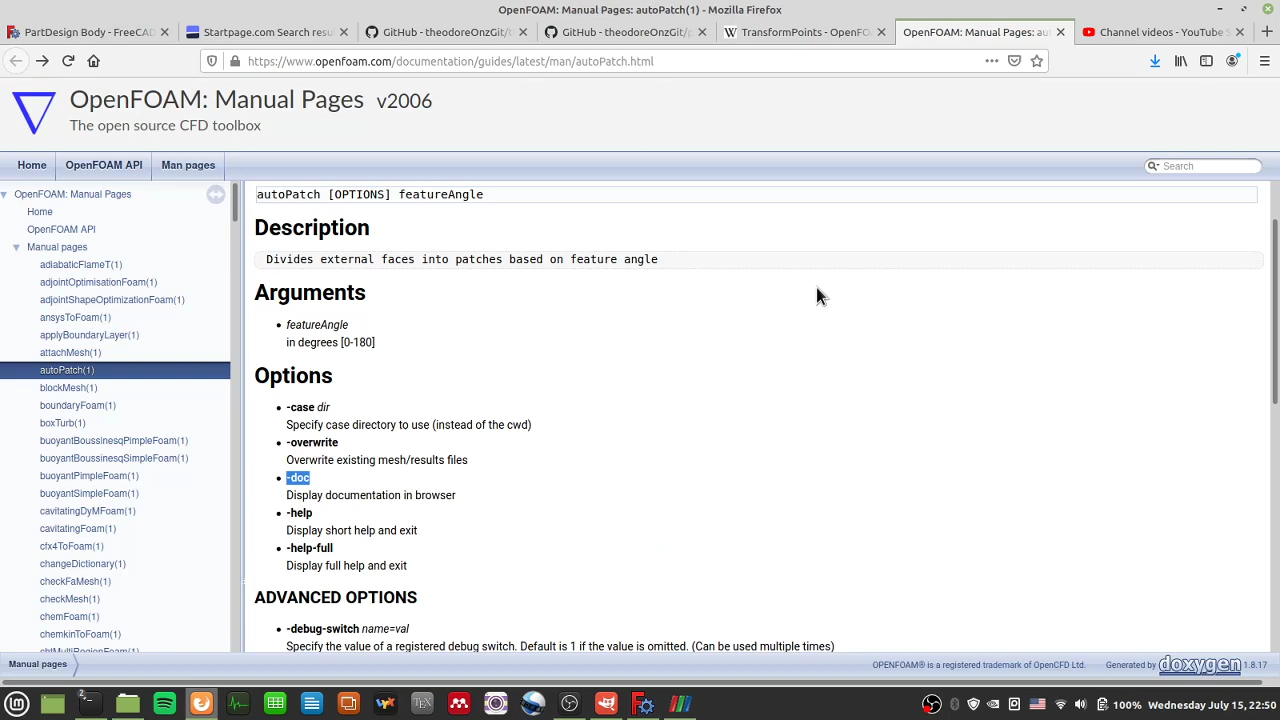 OpenFOAM: Manual Pages: autoPatch(1) - Mozilla Firefox
PartDesign Body - FreeCAD
Startpage.com Search resu
GitHub - theodoreOnzGit/
GitHub - theodoreOnzGit/p
TransformPoints - OpenFO
OpenFOAM: Manual Pages: au
Channel videos - YouTube S
https://www.openfoam.com/documentation/guides/latest/man/autoPatch.html
OpenFOAM: Manual Pages v2006
The open source CFD toolbox
Home
OpenFOAM API
Man pages
Search
OpenFOAM: Manual Pages
Home
OpenFOAM API
Manual pages
adiabaticFlameT(1)
adjointOptimisationFoam(1)
adjointShapeOptimizationFoam(1)
ansysToFoam(1)
applyBoundaryLayer(1)
attachMesh(1)
autoPatch(1)
blockMesh(1)
boundaryFoam(1)
boxTurb(1)
buoyantBoussinesqPimpleFoam(1)
buoyantBoussinesqSimpleFoam(1)
buoyantPimpleFoam(1)
buoyantSimpleFoam(1)
cavitatingDyMFoam(1)
cavitatingFoam(1)
cfx4ToFoam(1)
changeDictionary(1)
checkFaMesh(1)
checkMesh(1)
chemFoam(1)
chemkinToFoam(1)
chtMultiRegionFoam(1)
autoPatch [OPTIONS] featureAngle
Description
Divides external faces into patches based on feature angle
Arguments
• featureAngle
in degrees [0-180]
Options
• -case dir
Specify case directory to use (instead of the cwd)
• -overwrite
Overwrite existing mesh/results files
• -doc
Display documentation in browser
• -help
Display short help and exit
• -help-full
Display full help and exit
ADVANCED OPTIONS
• -debug-switch name=val
Specify the value of a registered debug switch. Default is 1 if the value is omitted. (Can be used multiple times)
Manual pages
OPENFOAM® is a registered trademark of OpenCFD Ltd.
Generated by doxygen 1.8.17
100% Wednesday July 15, 22:50